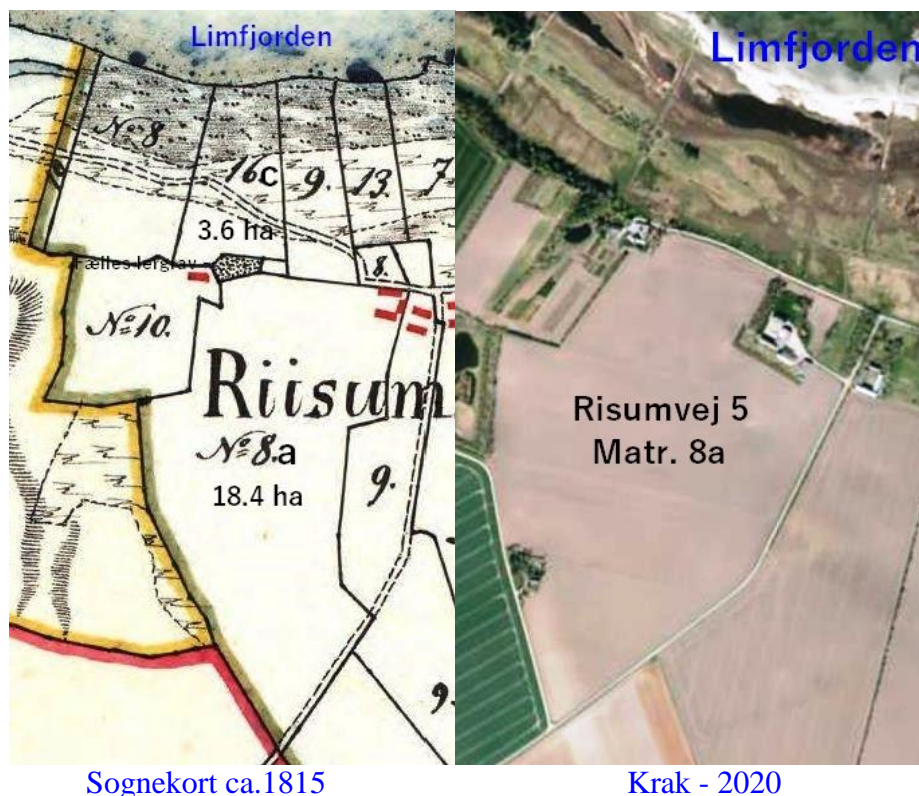 Limfjorden
No 8
16c
9.
13.
7
3.6 ha
Fælles lergrav
8.
No 10.
Riisum
No 8.a
18.4 ha
9.
9.
Sognekort ca.1815
Limfjorden
Risumvej 5
Matr. 8a
Krak - 2020